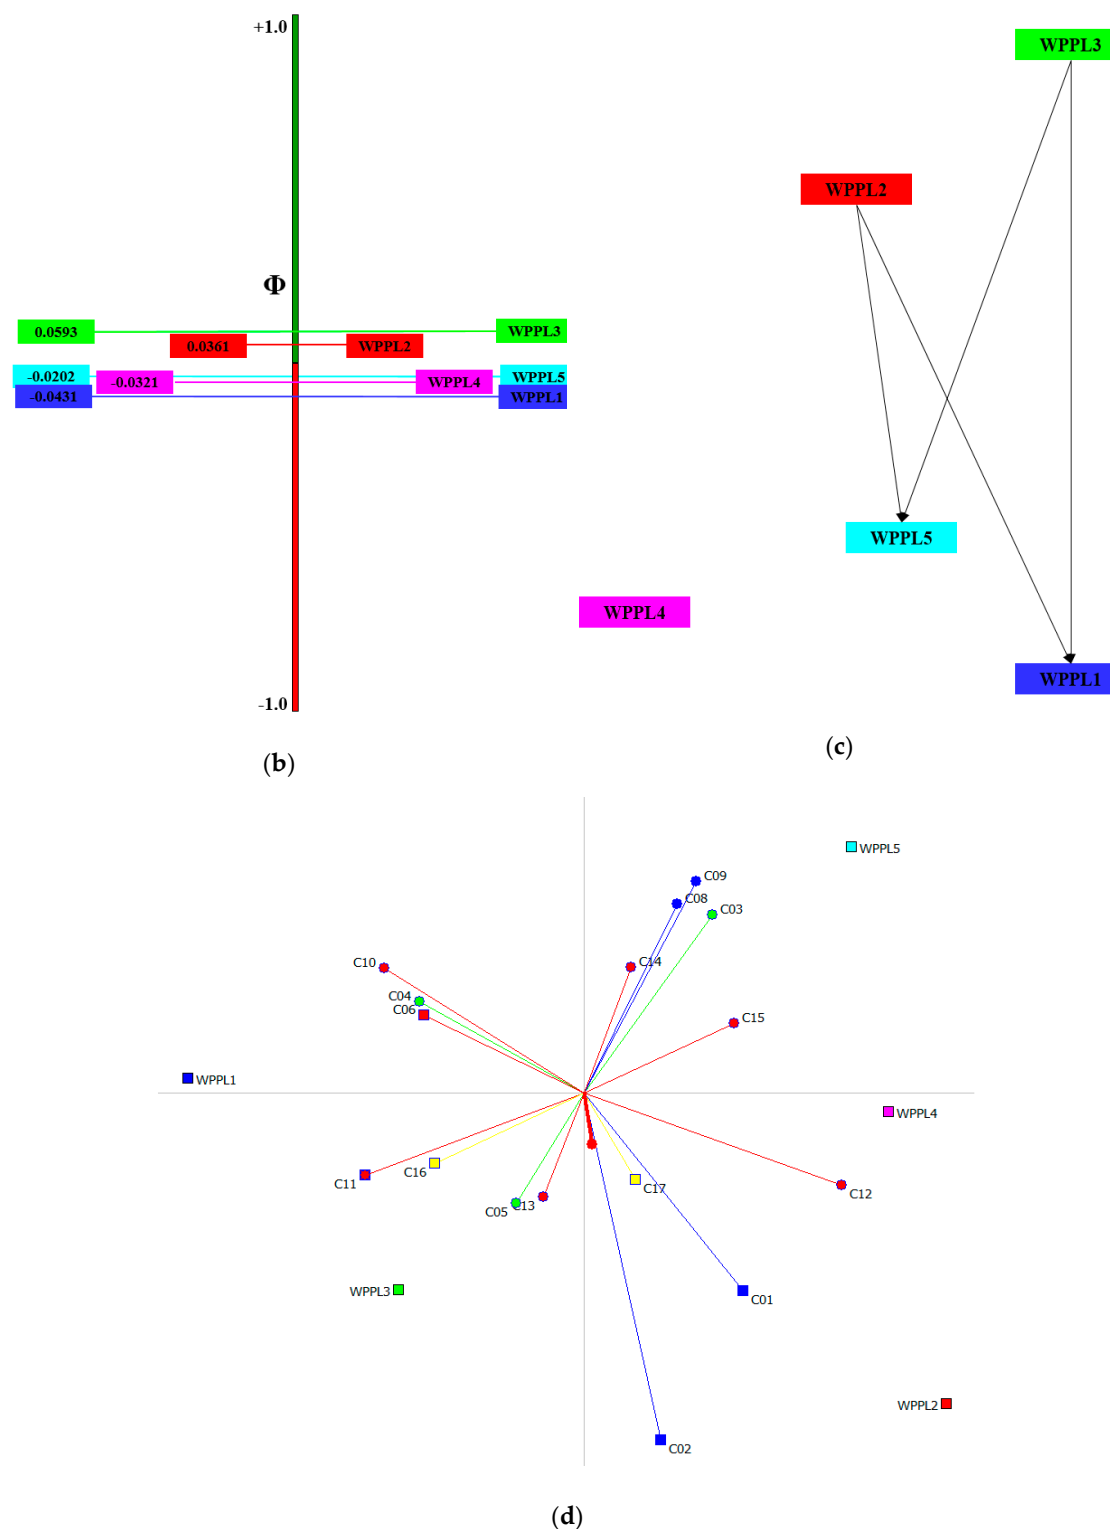 +1.0
WPPL3
WPPL2
Φ
0.0593
WPPL3
0.0361
WPPL2
-0.0202
-0.0321
WPPL4
WPPL5
-0.0431
WPPL1
WPPL5
WPPL4
WPPL1
-1.0
(b)
(c)
WPPL5
C09
C08
C03
C10
C14
C04
C06
C15
WPPL1
WPPL4
C11
C16
C05
C13
C17
C12
WPPL3
C01
WPPL2
C02
(d)